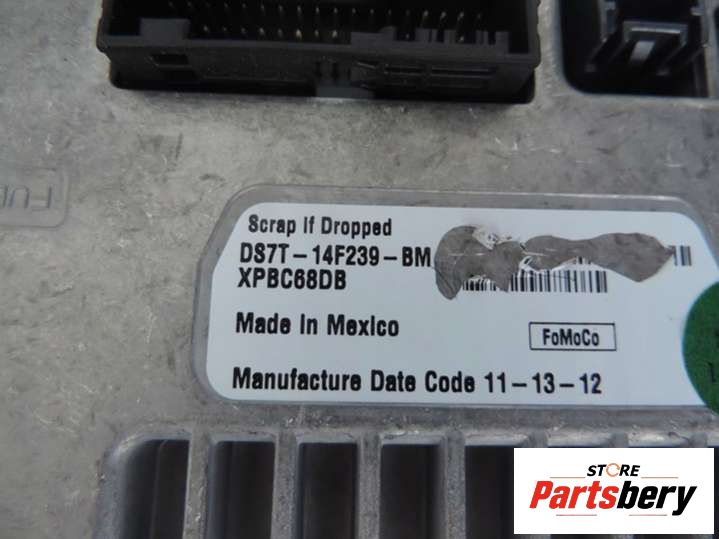 Scrap If Dropped
DS7T-14F239-BM
XPBC68DB
Made In Mexico
FoMoCo
Manufacture Date Code 11-13-12
STORE
Partsbery